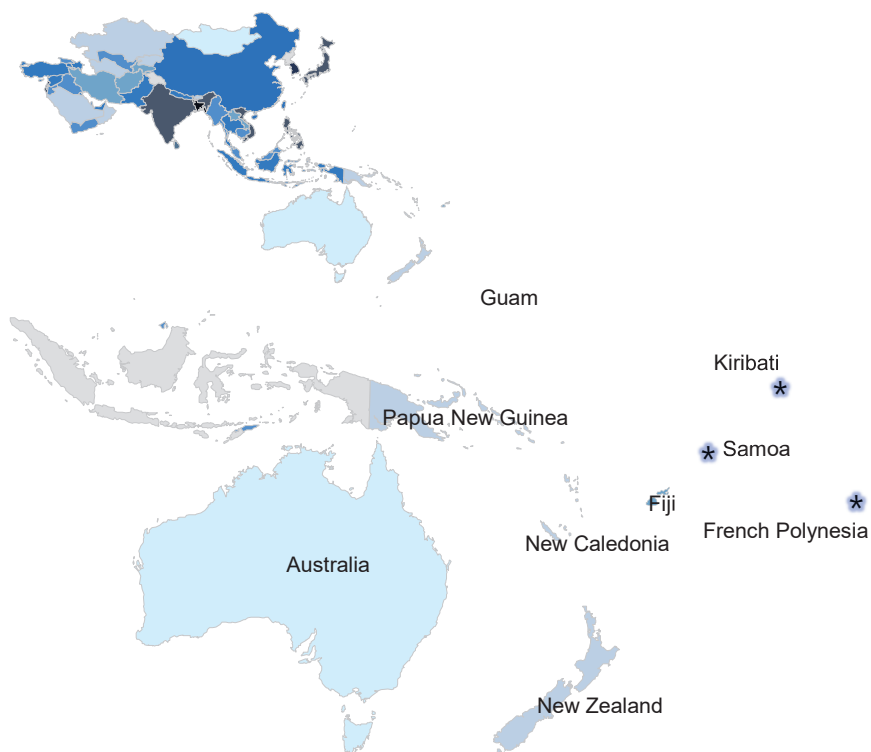 Guam
Kiribati
*
Papua New Guinea
* Samoa
Fiji
*
French Polynesia
New Caledonia
Australia
New Zealand